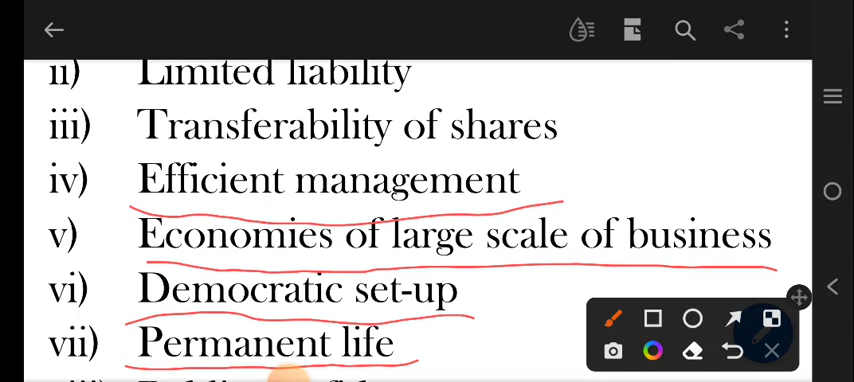 ii) Limited liability
iii) Transferability of shares
iv) Efficient management
v) Economies of large scale of business
vi) Democratic set-up
vii) Permanent life